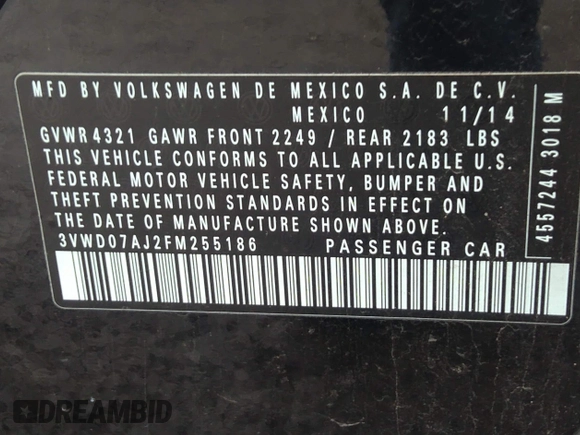 MFD BY VOLKSWAGEN DE MEXICO S.A. DE C.V.
MEXICO 11/14
GVWR 4321 GAWR FRONT 2249 / REAR 2183 LBS
THIS VEHICLE CONFORMS TO ALL APPLICABLE U.S.
FEDERAL MOTOR VEHICLE SAFETY, BUMPER AND
THEFT PREVENTION STANDARDS IN EFFECT ON
THE DATE OF MANUFACTURE SHOWN ABOVE.
3VWD07AJ2FM255186 PASSENGER CAR
4557244 3018 M
DREAMBID